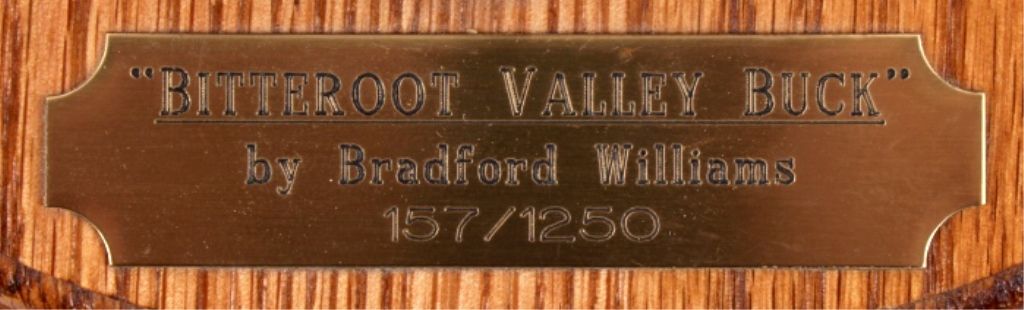 “BITTEROOT VALLEY BUCK”
by Bradford Williams
157/1250